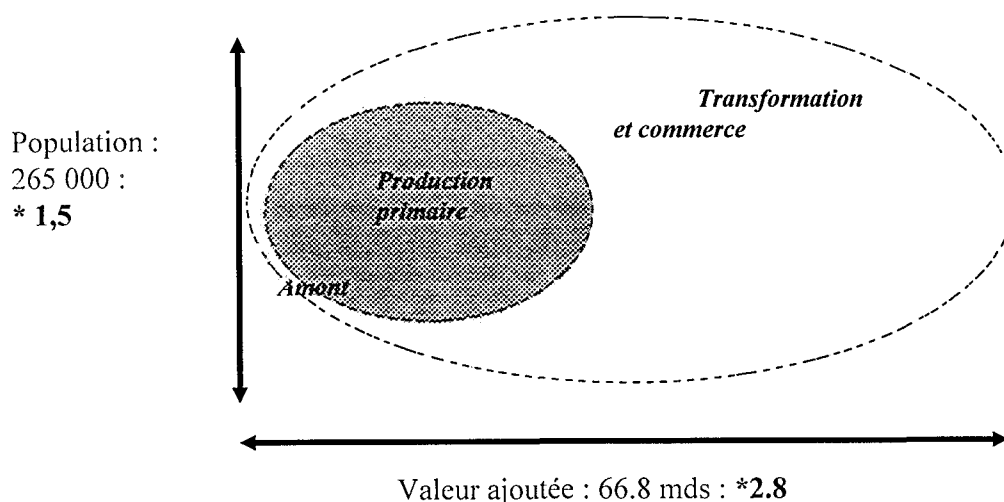 Transformation
et commerce
Population :
265 000 :
* 1,5
Production
primaire
Amont
Valeur ajoutée : 66.8 mds : *2.8